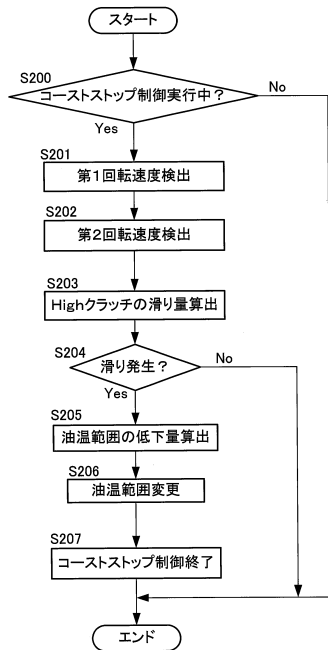 スタート
S200
コーストストップ制御実行中？
No
Yes
S201
第1回転速度検出
S202
第2回転速度検出
S203
Highクラッチの滑り量算出
S204
滑り発生？
No
Yes
S205
油温範囲の低下量算出
S206
油温範囲変更
S207
コーストストップ制御終了
エンド